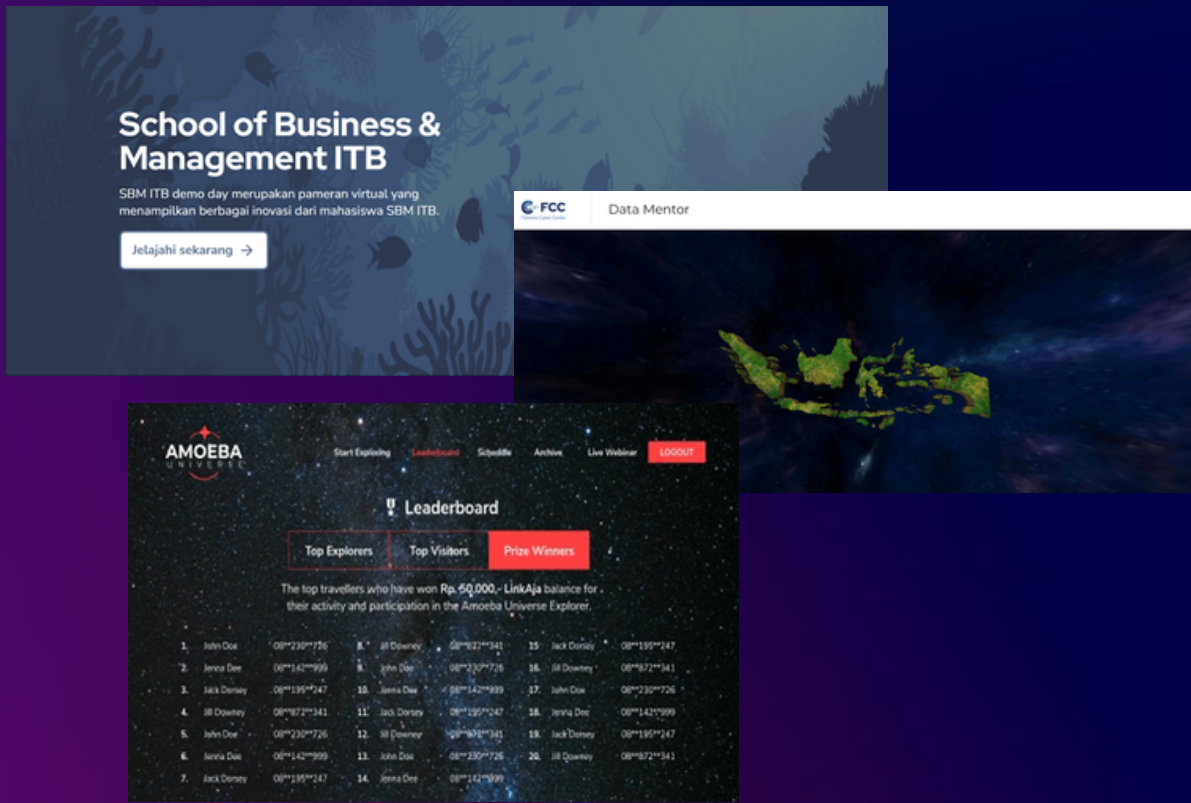 School of Business &
Management ITB
SBM ITB demo day merupakan pameran virtual yang
menampilkan berbagai inovasi dari mahasiswa SBM ITB.
Jelajahi sekarang →
FCC
Data Mentor
AMOEBA
UNIVERSE
Start Exploring Leaderboard Schedule Archive Live Webinar LOGOUT
Leaderboard
Top Explorers Top Visitors Prize Winners
The top travellers who have won Rp. 50.000,- LinkAja balance for
their activity and participation in the Amoeba Universe Explorer.
1. John Doe 08**230**726 8. Jill Downey 08**872**341 15 Jack Dorsey 08**195**247
2. Jenna Dee 08**142**999 9. John Doe 08**230**726 16. Jill Downey 08**872**341
3. Jack Dorsey 08**195**247 10. Jenna Dee 08**142**999 17. John Doe 08**230**726
4. Jill Downey 08**872**341 11. Jack Dorsey 08**195**247 18. Jenna Dee 08**142**999
5. John Doe 08**230**726 12. Jill Downey 08**872**341 19. Jack Dorsey 08**195**247
6. Jenna Dee 08**142**999 13. John Doe 08**230**726 20. Jill Downey 08**872**341
7. Jack Dorsey 08**195**247 14. Jenna Dee 08**142**999